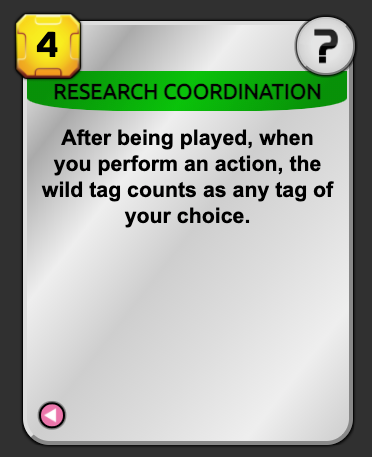 4
?
RESEARCH COORDINATION
After being played, when
you perform an action, the
wild tag counts as any tag of
your choice.